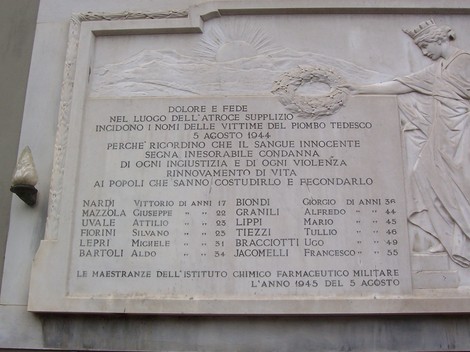 DOLORE E FEDE
NEL LUOGO DELL'ATROCE SUPPLIZIO
INCIDONO I NOMI DELLE VITTIME DEL PIOMBO TEDESCO
5 AGOSTO 1944
PERCHE' RICORDINO CHE IL SANGUE INNOCENTE
SEGNA INESORABILE CONDANNA
DI OGNI INGIUSTIZIA E DI OGNI VIOLENZA
RINNOVAMENTO DI VITA
AI POPOLI CHE SANNO COSTUDIRLO E FECONDARLO
NARDI VITTORIO DI ANNI 17 BIONDI GIORGIO DI ANNI 36
MAZZOLA GIUSEPPE " " 22 GRANILI ALFREDO " " 44
UVALE ATTILIO " " 23 LIPPI MARIO " " 45
FIORINI SILVANO " " 23 TIEZZI TULLIO " " 46
LEPRI MICHELE " " 31 BRACCIOTTI UGO " " 49
BARTOLI ALDO " " 34 JACOMELLI FRANCESCO " " 55
LE MAESTRANZE DELL'ISTITUTO CHIMICO FARMACEUTICO MILITARE
L'ANNO 1945 DEL 5 AGOSTO